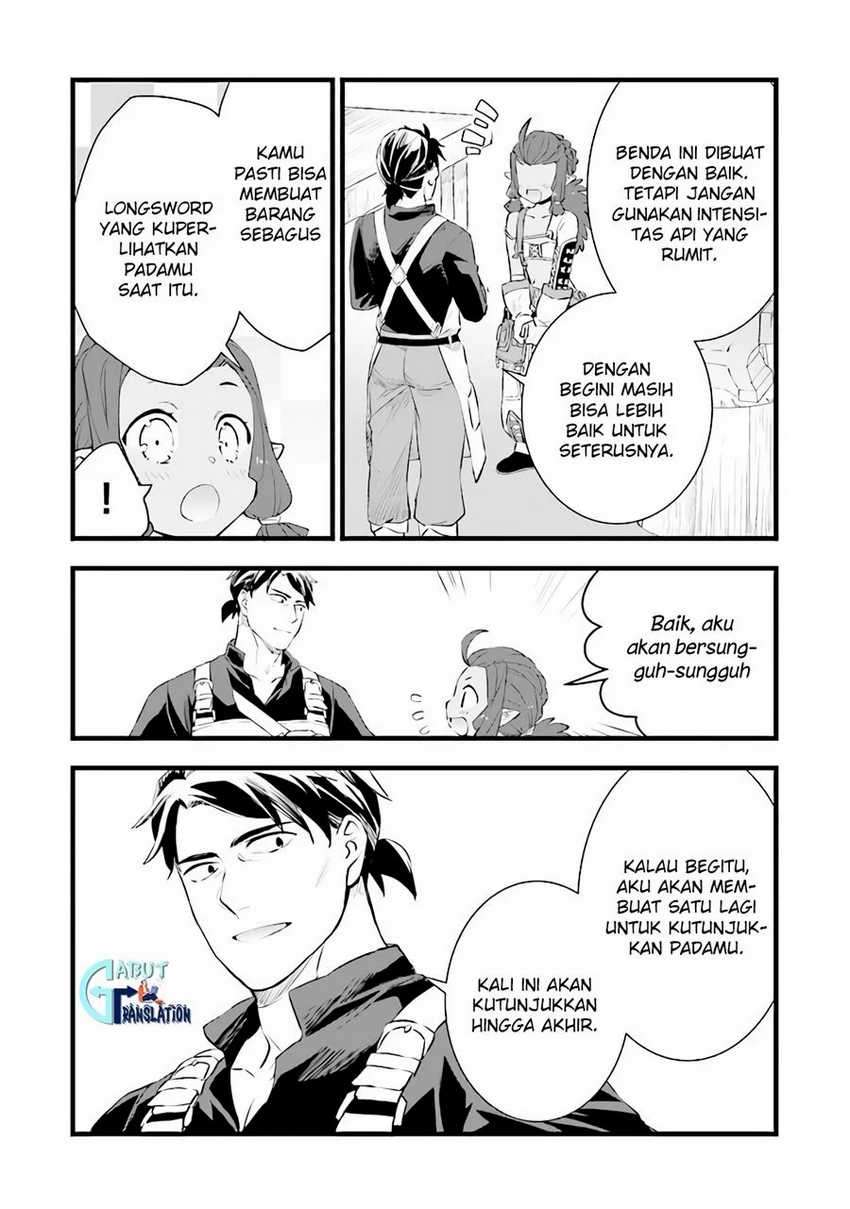 BENDA INI DIBUAT
DENGAN BAIK.
TETAPI JANGAN
GUNAKAN INTENSI-
TAS API YANG
RUMIT.
DENGAN
BEGINI MASIH
BISA LEBIH
BAIK UNTUK
SETERUSNYA.
KAMU
PASTI BISA
MEMBUAT
BARANG
SEBAGUS
LONGSWORD
YANG KUPER-
LIHATKAN
PADAMU
SAAT ITU.
!
Baik, aku
akan bersung-
guh-sungguh
KALAU BEGITU,
AKU AKAN MEM-
BUAT SATU LAGI
UNTUK KUTUNJUK-
KAN PADAMU.
KALI INI AKAN
KUTUNJUKKAN
HINGGA AKHIR.
GABUT
TRANSLATION